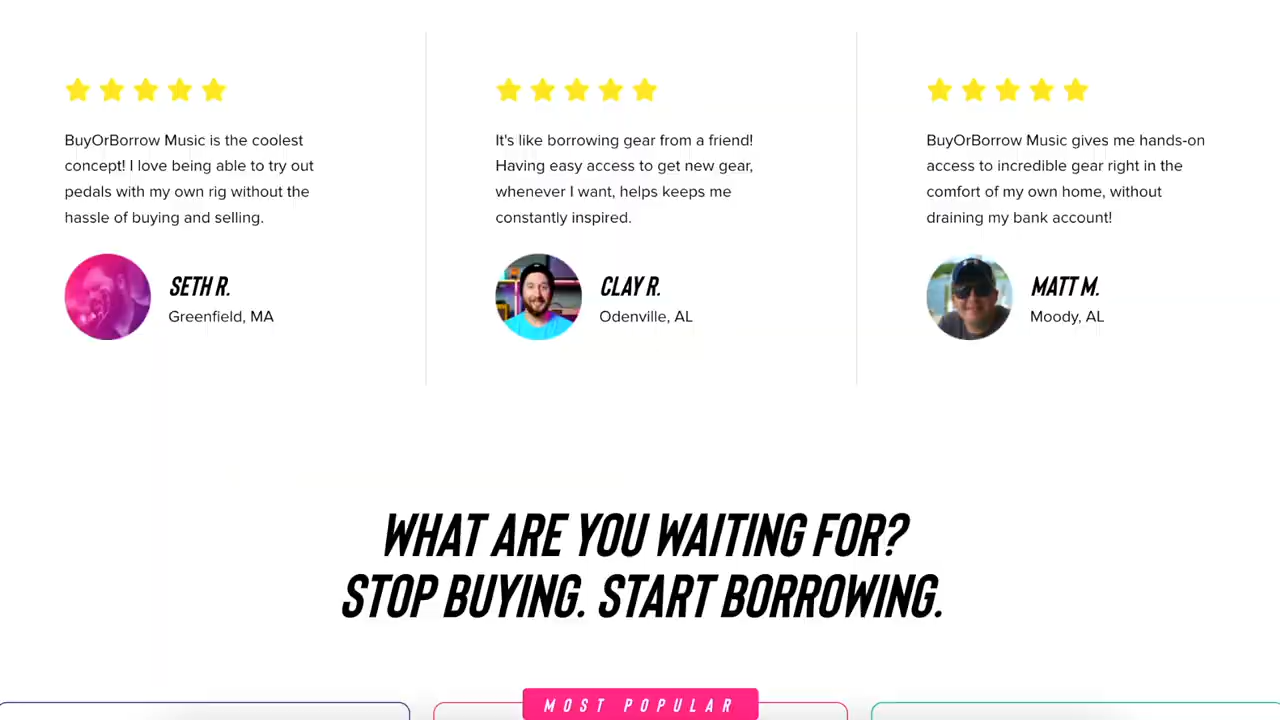 BuyOrBorrow Music is the coolest
concept! I love being able to try out
pedals with my own rig without the
hassle of buying and selling.
SETH R.
Greenfield, MA
It's like borrowing gear from a friend!
Having easy access to get new gear,
whenever I want, helps keeps me
constantly inspired.
CLAY R.
Odenville, AL
BuyOrBorrow Music gives me hands-on
access to incredible gear right in the
comfort of my own home, without
draining my bank account!
MATT M.
Moody, AL
WHAT ARE YOU WAITING FOR?
STOP BUYING. START BORROWING.
MOST POPULAR